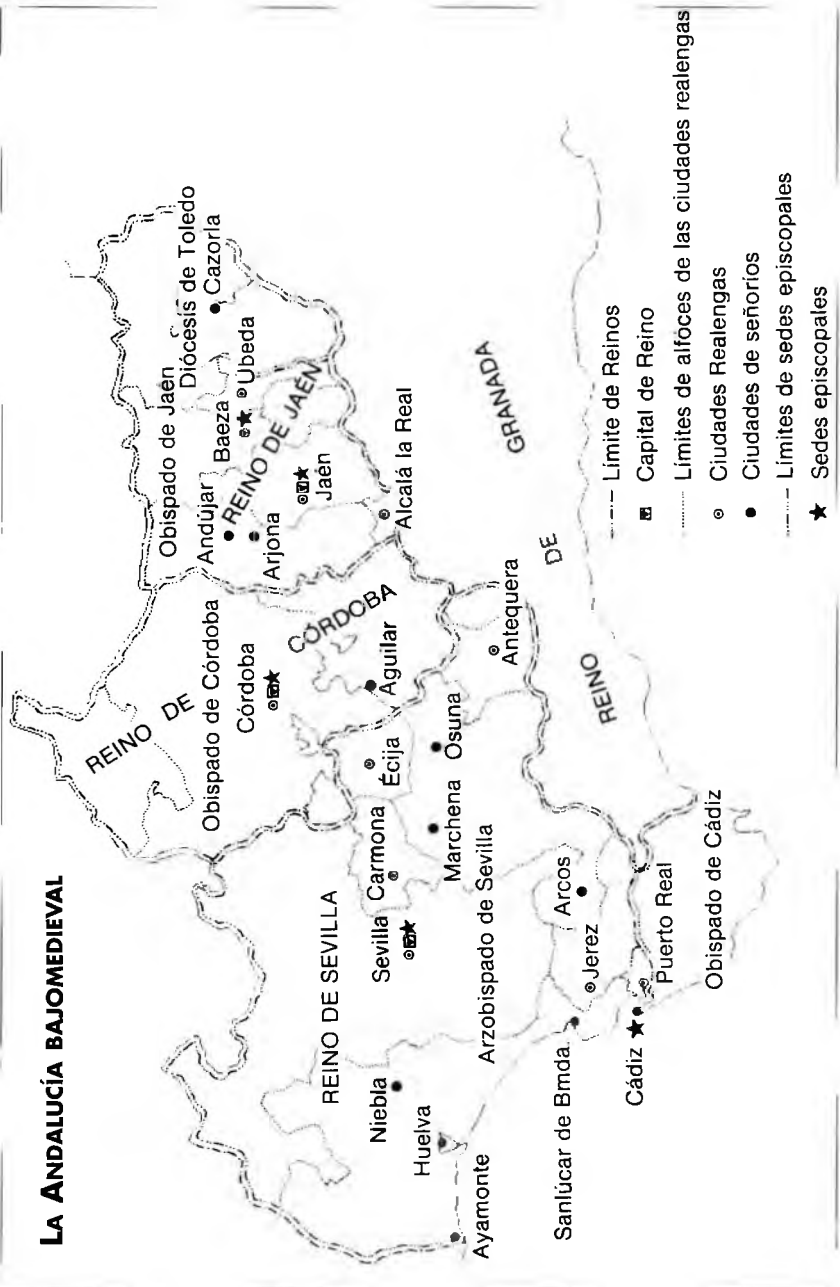 LA ANDALUCÍA BAJOMEDIEVAL
REINO DE CÓRDOBA
Obispado de Córdoba
Córdoba
Obispado de Jaén
Diócesis de Toledo
Andújar
Baeza
Ubeda
Cazorla
REINO DE JAÉN
Arjona
Jaén
Alcalá la Real
REINO DE SEVILLA
Sevilla
Carmona
Écija
Aguilar
Niebla
Huelva
Ayamonte
Marchena
Osuna
Antequera
Arzobispado de Sevilla
Arcos
Jerez
Sanlúcar de Bmda.
Cádiz
Puerto Real
Obispado de Cádiz
REINO DE GRANADA
Límite de Reinos
Capital de Reino
Límites de alfoces de las ciudades realengas
Ciudades Realengas
Ciudades de señoríos
Límites de sedes episcopales
Sedes episcopales